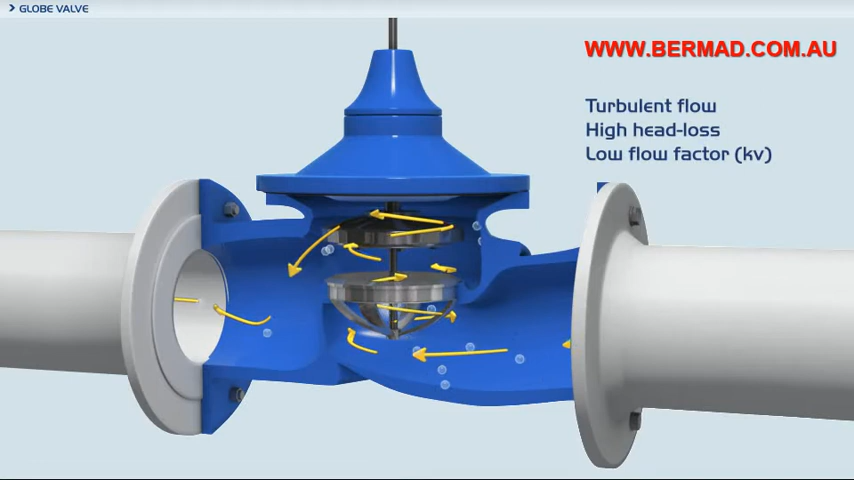 > GLOBE VALVE
WWW.BERMAD.COM.AU
Turbulent flow
High head-loss
Low flow factor (kv)